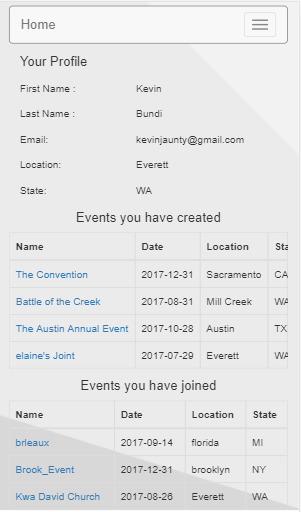 Home
Your Profile
First Name : Kevin
Last Name : Bundi
Email: kevinjaunty@gmail.com
Location: Everett
State: WA
Events you have created
Name Date Location Sta
The Convention 2017-12-31 Sacramento CA
Battle of the Creek 2017-08-31 Mill Creek WA
The Austin Annual Event 2017-10-28 Austin TX
elaine's Joint 2017-07-29 Everett WA
Events you have joined
Name Date Location State
brleaux 2017-09-14 florida MI
Brook_Event 2017-12-31 brooklyn NY
Kwa David Church 2017-08-26 Everett WA